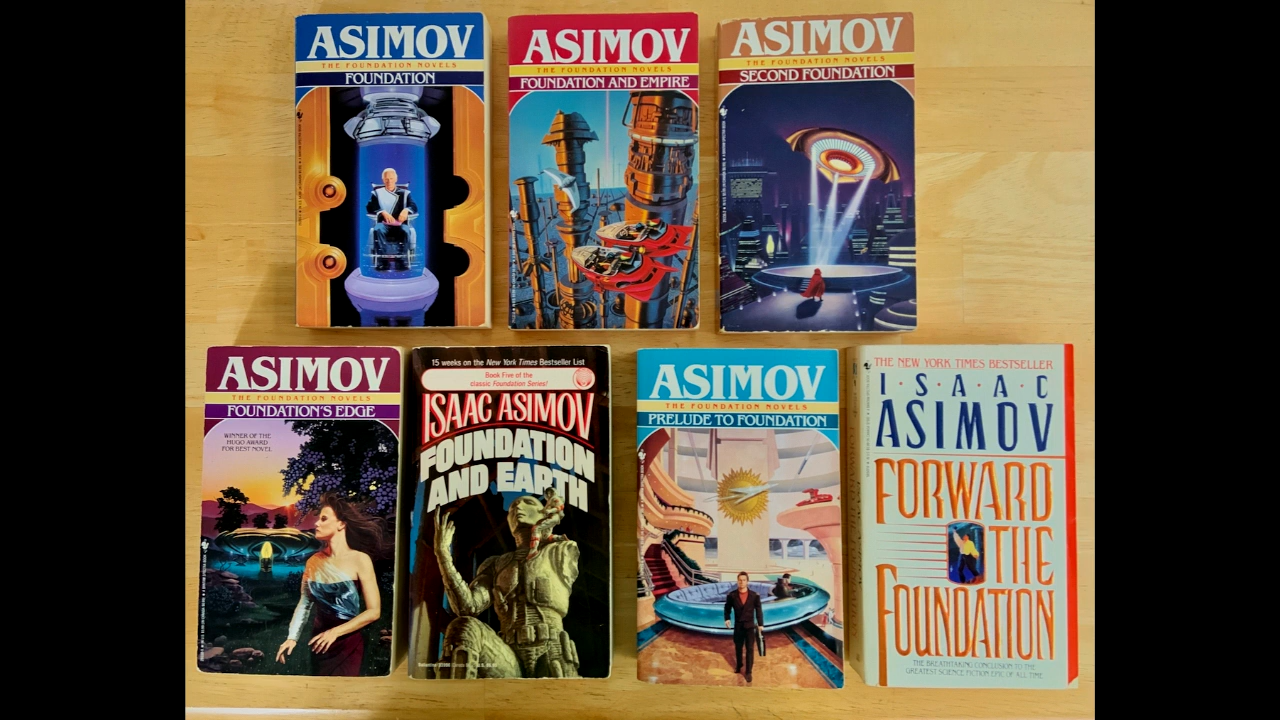 ASIMOV
THE FOUNDATION NOVELS
FOUNDATION
ASIMOV
THE FOUNDATION NOVELS
FOUNDATION AND EMPIRE
ASIMOV
THE FOUNDATION NOVELS
SECOND FOUNDATION
ASIMOV
THE FOUNDATION NOVELS
FOUNDATION'S EDGE
WINNER OF THE
HUGO AWARD
FOR BEST NOVEL
15 weeks on the New York Times Bestseller List
Book Five of the
classic Foundation Series!
ISAAC ASIMOV
FOUNDATION
AND EARTH
ASIMOV
THE FOUNDATION NOVELS
PRELUDE TO FOUNDATION
THE NEW YORK TIMES BESTSELLER
I·S·A·A·C
ASIMOV
FORWARD
THE
FOUNDATION
THE BREATHTAKING CONCLUSION TO THE
GREATEST SCIENCE FICTION EPIC OF ALL TIME